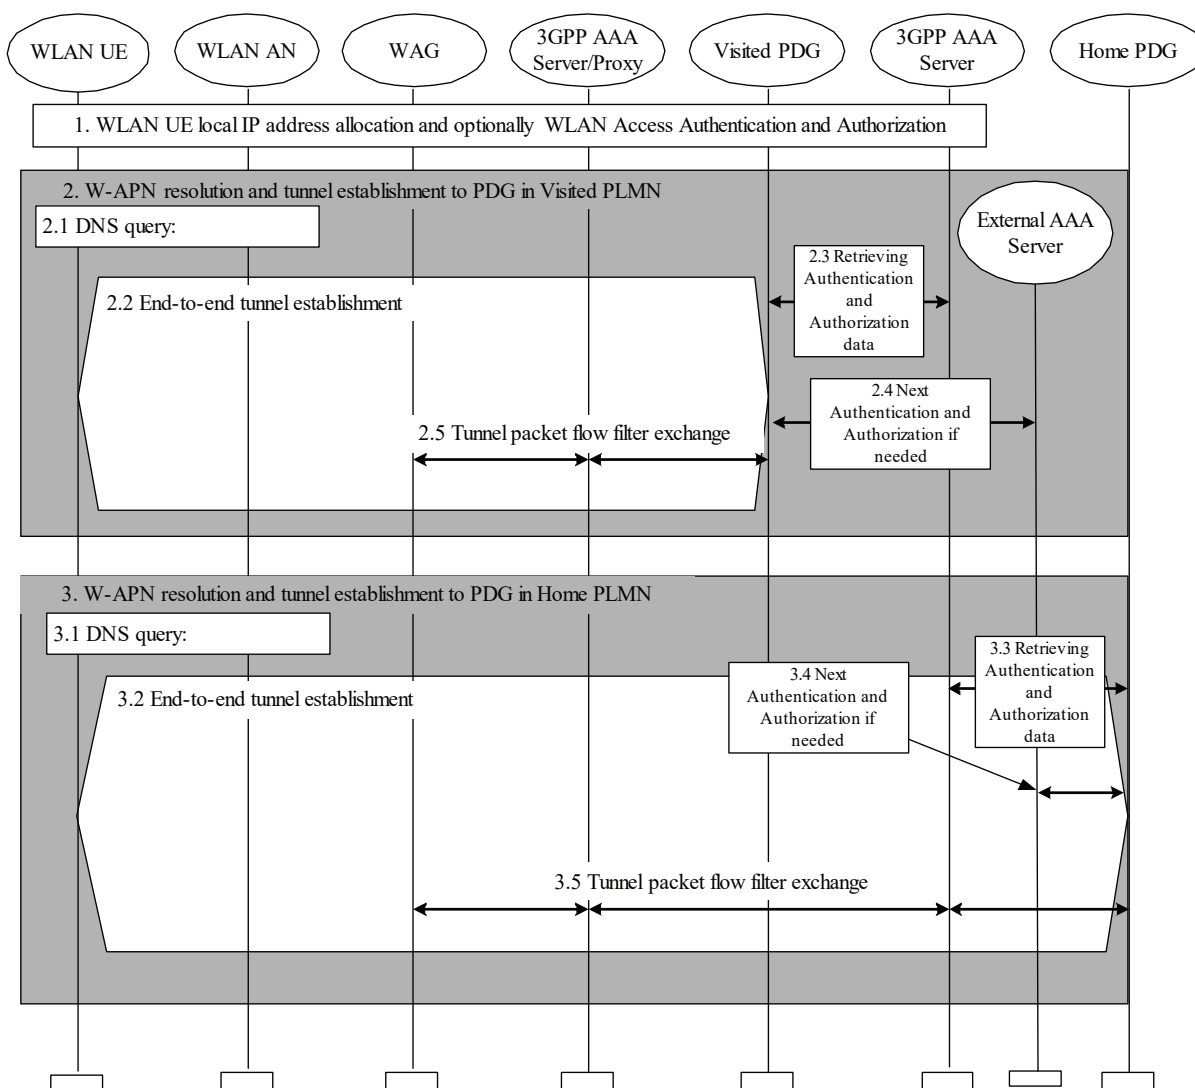 WLAN UE
WLAN AN
WAG
3GPP AAA
Server/Proxy
Visited PDG
3GPP AAA
Server
Home PDG
1. WLAN UE local IP address allocation and optionally WLAN Access Authentication and Authorization
2. W-APN resolution and tunnel establishment to PDG in Visited PLMN
2.1 DNS query:
External AAA
Server
2.2 End-to-end tunnel establishment
2.3 Retrieving
Authentication
and
Authorization
data
2.4 Next
Authentication and
Authorization if
needed
2.5 Tunnel packet flow filter exchange
3. W-APN resolution and tunnel establishment to PDG in Home PLMN
3.1 DNS query:
3.2 End-to-end tunnel establishment
3.4 Next
Authentication and
Authorization if
needed
3.3 Retrieving
Authentication
and
Authorization
data
3.5 Tunnel packet flow filter exchange